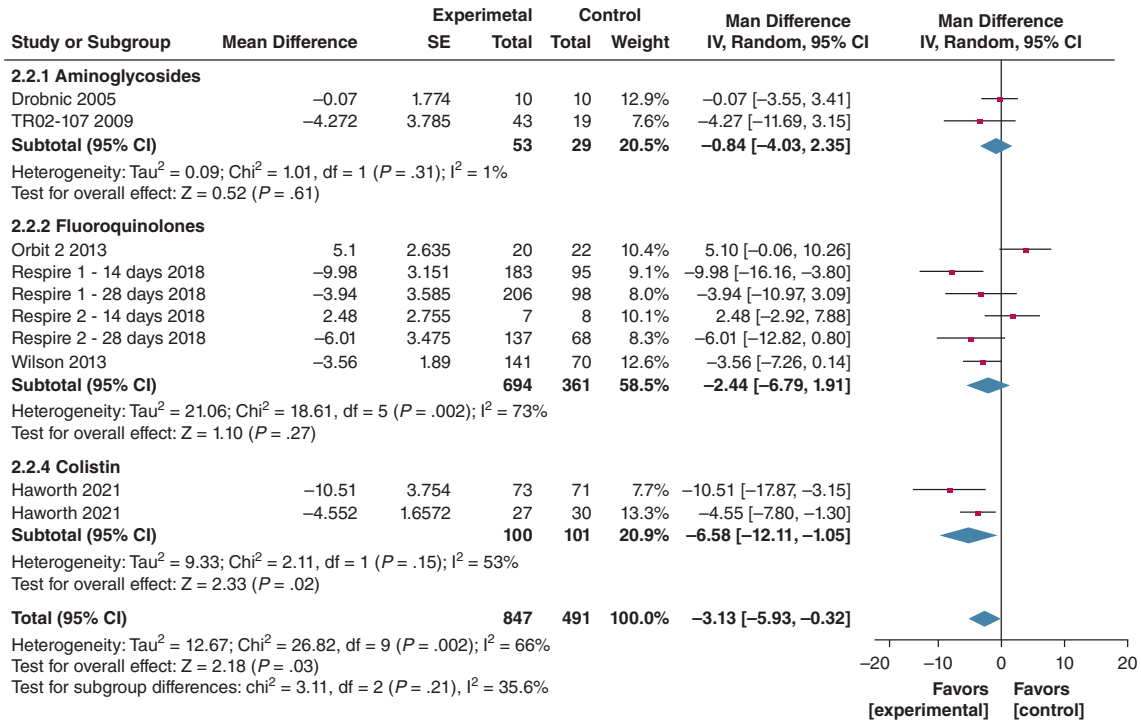 Experimetal Control Man Difference Man Difference
Study or Subgroup Mean Difference SE Total Total Weight IV, Random, 95% CI IV, Random, 95% CI
2.2.1 Aminoglycosides
Drobnic 2005 –0.07 1.774 10 10 12.9% –0.07 [–3.55, 3.41]
TR02-107 2009 –4.272 3.785 43 19 7.6% –4.27 [–11.69, 3.15]
Subtotal (95% CI) 53 29 20.5% –0.84 [–4.03, 2.35]
Heterogeneity: Tau² = 0.09; Chi² = 1.01, df = 1 (P = .31); I² = 1%
Test for overall effect: Z = 0.52 (P = .61)
2.2.2 Fluoroquinolones
Orbit 2 2013 5.1 2.635 20 22 10.4% 5.10 [–0.06, 10.26]
Respire 1 - 14 days 2018 –9.98 3.151 183 95 9.1% –9.98 [–16.16, –3.80]
Respire 1 - 28 days 2018 –3.94 3.585 206 98 8.0% –3.94 [–10.97, 3.09]
Respire 2 - 14 days 2018 2.48 2.755 7 8 10.1% 2.48 [–2.92, 7.88]
Respire 2 - 28 days 2018 –6.01 3.475 137 68 8.3% –6.01 [–12.82, 0.80]
Wilson 2013 –3.56 1.89 141 70 12.6% –3.56 [–7.26, 0.14]
Subtotal (95% CI) 694 361 58.5% –2.44 [–6.79, 1.91]
Heterogeneity: Tau² = 21.06; Chi² = 18.61, df = 5 (P = .002); I² = 73%
Test for overall effect: Z = 1.10 (P = .27)
2.2.4 Colistin
Haworth 2021 –10.51 3.754 73 71 7.7% –10.51 [–17.87, –3.15]
Haworth 2021 –4.552 1.6572 27 30 13.3% –4.55 [–7.80, –1.30]
Subtotal (95% CI) 100 101 20.9% –6.58 [–12.11, –1.05]
Heterogeneity: Tau² = 9.33; Chi² = 2.11, df = 1 (P = .15); I² = 53%
Test for overall effect: Z = 2.33 (P = .02)
Total (95% CI) 847 491 100.0% –3.13 [–5.93, –0.32]
Heterogeneity: Tau² = 12.67; Chi² = 26.82, df = 9 (P = .002); I² = 66%
Test for overall effect: Z = 2.18 (P = .03)
Test for subgroup differences: chi² = 3.11, df = 2 (P = .21), I² = 35.6%
–20 –10 0 10 20
Favors Favors
[experimental] [control]